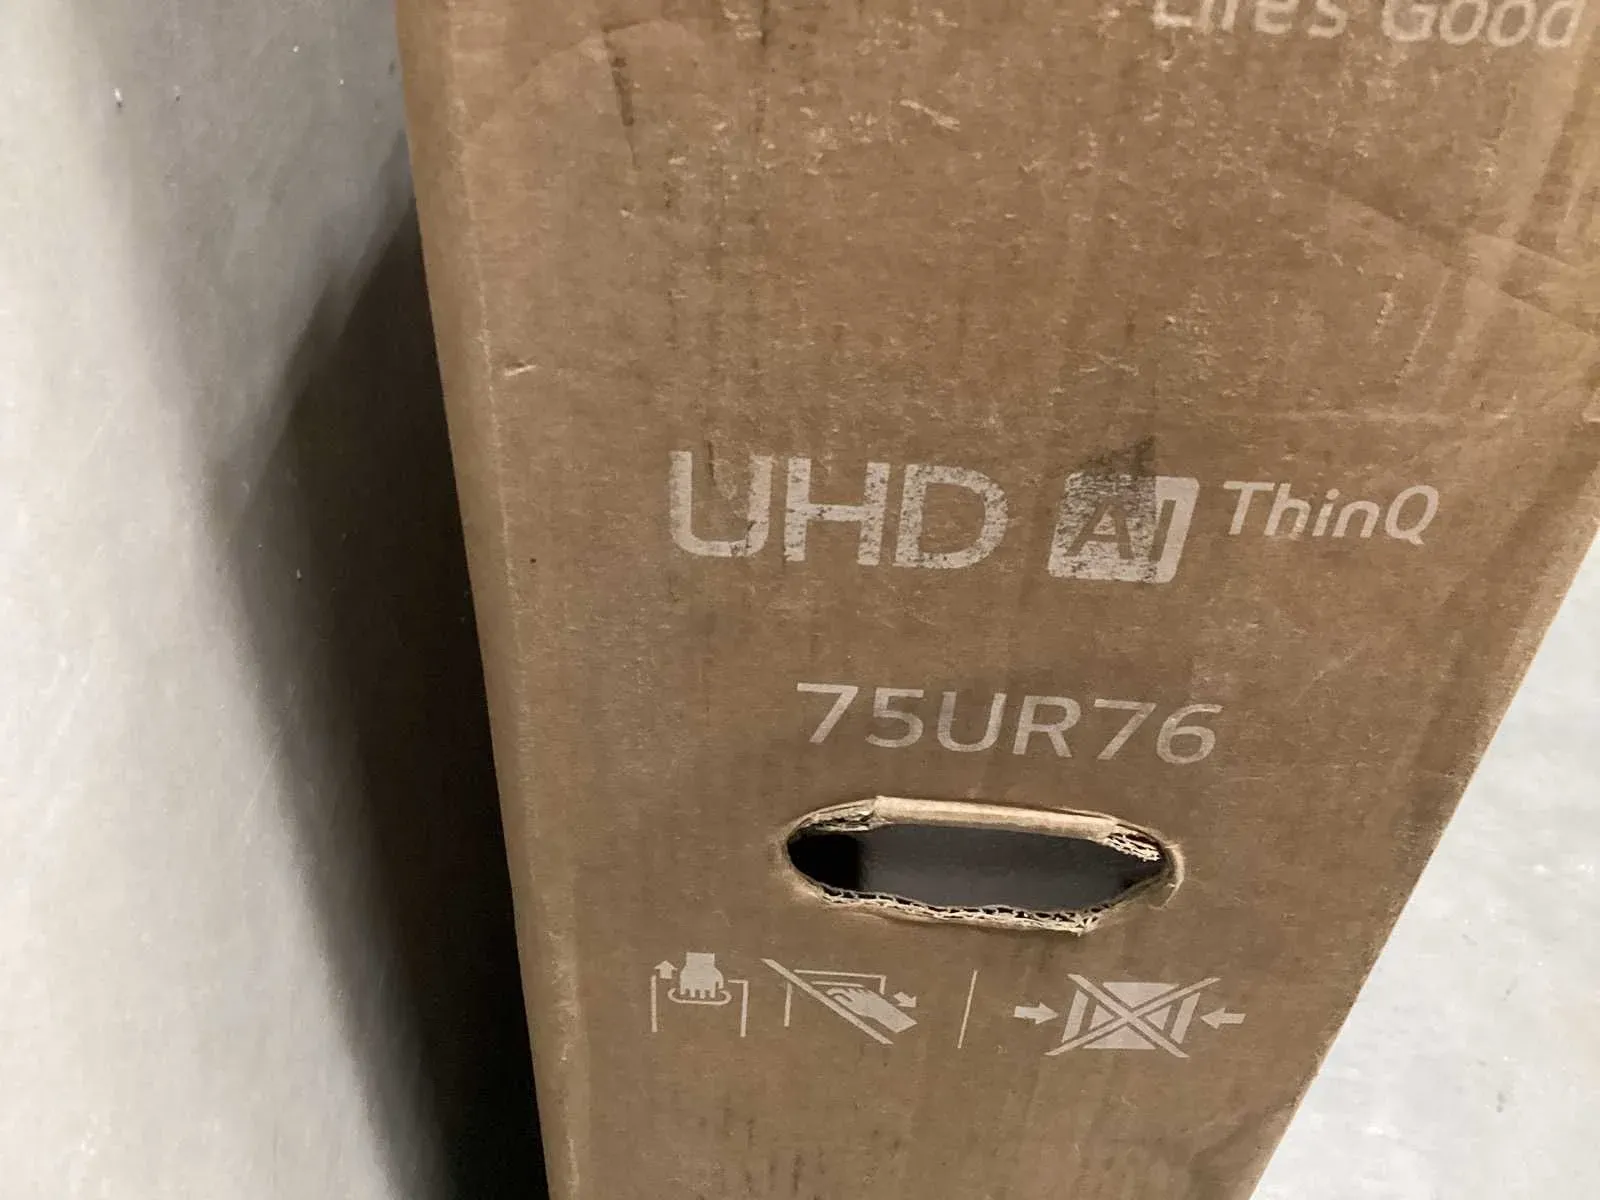 Life's Good
UHD AI ThinQ
75UR76